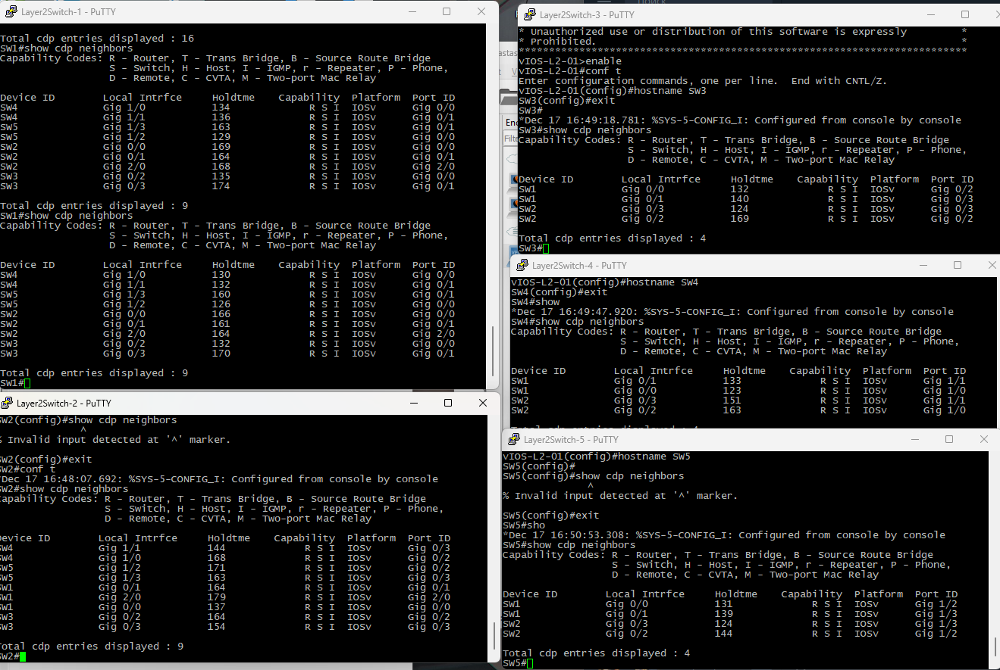 Layer2Switch-1 - PuTTY
Total cdp entries displayed : 16
SW1#show cdp neighbors
Capability Codes: R - Router, T - Trans Bridge, B - Source Route Bridge
S - Switch, H - Host, I - IGMP, r - Repeater, P - Phone,
D - Remote, C - CVTA, M - Two-port Mac Relay
Device ID Local Intrfce Holdtme Capability Platform Port ID
SW4 Gig 1/0 134 R S I IOSv Gig 0/0
SW4 Gig 1/1 136 R S I IOSv Gig 0/1
SW5 Gig 1/3 163 R S I IOSv Gig 0/1
SW5 Gig 1/2 129 R S I IOSv Gig 0/0
SW2 Gig 0/0 169 R S I IOSv Gig 0/0
SW2 Gig 0/1 164 R S I IOSv Gig 0/1
SW2 Gig 2/0 168 R S I IOSv Gig 2/0
SW3 Gig 0/2 135 R S I IOSv Gig 0/0
SW3 Gig 0/3 174 R S I IOSv Gig 0/1
Total cdp entries displayed : 9
SW1#show cdp neighbors
Capability Codes: R - Router, T - Trans Bridge, B - Source Route Bridge
S - Switch, H - Host, I - IGMP, r - Repeater, P - Phone,
D - Remote, C - CVTA, M - Two-port Mac Relay
Device ID Local Intrfce Holdtme Capability Platform Port ID
SW4 Gig 1/0 130 R S I IOSv Gig 0/0
SW4 Gig 1/1 132 R S I IOSv Gig 0/1
SW5 Gig 1/3 160 R S I IOSv Gig 0/1
SW5 Gig 1/2 126 R S I IOSv Gig 0/0
SW2 Gig 0/0 166 R S I IOSv Gig 0/0
SW2 Gig 0/1 161 R S I IOSv Gig 0/1
SW2 Gig 2/0 164 R S I IOSv Gig 2/0
SW3 Gig 0/2 132 R S I IOSv Gig 0/0
SW3 Gig 0/3 170 R S I IOSv Gig 0/1
Total cdp entries displayed : 9
SW1#
Layer2Switch-2 - PuTTY
SW2(config)#show cdp neighbors
^
% Invalid input detected at '^' marker.
SW2(config)#exit
SW2#conf t
*Dec 17 16:48:07.692: %SYS-5-CONFIG_I: Configured from console by console
SW2#show cdp neighbors
Capability Codes: R - Router, T - Trans Bridge, B - Source Route Bridge
S - Switch, H - Host, I - IGMP, r - Repeater, P - Phone,
D - Remote, C - CVTA, M - Two-port Mac Relay
Device ID Local Intrfce Holdtme Capability Platform Port ID
SW4 Gig 1/1 144 R S I IOSv Gig 0/3
SW4 Gig 1/0 168 R S I IOSv Gig 0/2
SW5 Gig 1/2 171 R S I IOSv Gig 0/2
SW5 Gig 1/3 163 R S I IOSv Gig 0/3
SW1 Gig 0/1 164 R S I IOSv Gig 0/1
SW1 Gig 2/0 179 R S I IOSv Gig 2/0
SW1 Gig 0/0 137 R S I IOSv Gig 0/0
SW3 Gig 0/2 164 R S I IOSv Gig 0/2
SW3 Gig 0/3 154 R S I IOSv Gig 0/3
Total cdp entries displayed : 9
SW2#
Layer2Switch-3 - PuTTY
* Unauthorized use or distribution of this software is expressly *
* Prohibited. *
**************************************************************************
vIOS-L2-01>enable
vIOS-L2-01#conf t
Enter configuration commands, one per line. End with CNTL/Z.
vIOS-L2-01(config)#hostname SW3
SW3(config)#exit
SW3#
*Dec 17 16:49:18.781: %SYS-5-CONFIG_I: Configured from console by console
SW3#show cdp neighbors
Capability Codes: R - Router, T - Trans Bridge, B - Source Route Bridge
S - Switch, H - Host, I - IGMP, r - Repeater, P - Phone,
D - Remote, C - CVTA, M - Two-port Mac Relay
Device ID Local Intrfce Holdtme Capability Platform Port ID
SW1 Gig 0/0 132 R S I IOSv Gig 0/2
SW1 Gig 0/1 140 R S I IOSv Gig 0/3
SW2 Gig 0/3 124 R S I IOSv Gig 0/3
SW2 Gig 0/2 169 R S I IOSv Gig 0/2
Total cdp entries displayed : 4
SW3#
Layer2Switch-4 - PuTTY
vIOS-L2-01(config)#hostname SW4
SW4(config)#exit
SW4#show
*Dec 17 16:49:47.920: %SYS-5-CONFIG_I: Configured from console by console
SW4#show cdp neighbors
Capability Codes: R - Router, T - Trans Bridge, B - Source Route Bridge
S - Switch, H - Host, I - IGMP, r - Repeater, P - Phone,
D - Remote, C - CVTA, M - Two-port Mac Relay
Device ID Local Intrfce Holdtme Capability Platform Port ID
SW1 Gig 0/1 133 R S I IOSv Gig 1/1
SW1 Gig 0/0 123 R S I IOSv Gig 1/0
SW2 Gig 0/3 151 R S I IOSv Gig 1/1
SW2 Gig 0/2 163 R S I IOSv Gig 1/0
Layer2Switch-5 - PuTTY
vIOS-L2-01(config)#hostname SW5
SW5(config)#
SW5(config)#show cdp neighbors
^
% Invalid input detected at '^' marker.
SW5(config)#exit
SW5#sho
*Dec 17 16:50:53.308: %SYS-5-CONFIG_I: Configured from console by console
SW5#show cdp neighbors
Capability Codes: R - Router, T - Trans Bridge, B - Source Route Bridge
S - Switch, H - Host, I - IGMP, r - Repeater, P - Phone,
D - Remote, C - CVTA, M - Two-port Mac Relay
Device ID Local Intrfce Holdtme Capability Platform Port ID
SW1 Gig 0/0 131 R S I IOSv Gig 1/2
SW1 Gig 0/1 139 R S I IOSv Gig 1/3
SW2 Gig 0/3 124 R S I IOSv Gig 1/3
SW2 Gig 0/2 144 R S I IOSv Gig 1/2
Total cdp entries displayed : 4
SW5#